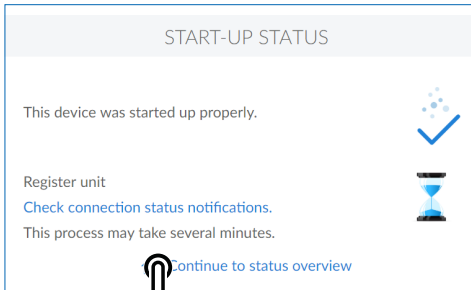 START-UP STATUS
This device was started up properly.
Register unit
Check connection status notifications.
This process may take several minutes.
Continue to status overview